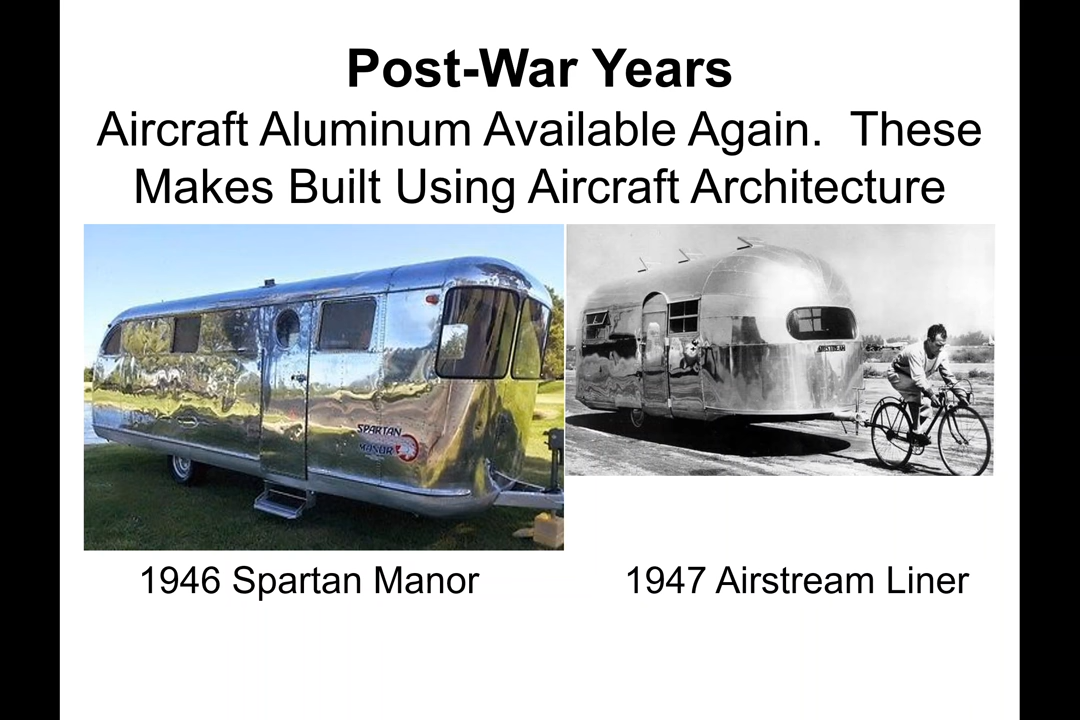 Post-War Years
Aircraft Aluminum Available Again.  These
Makes Built Using Aircraft Architecture
SPARTAN
MANOR
AIRSTREAM
1946 Spartan Manor
1947 Airstream Liner